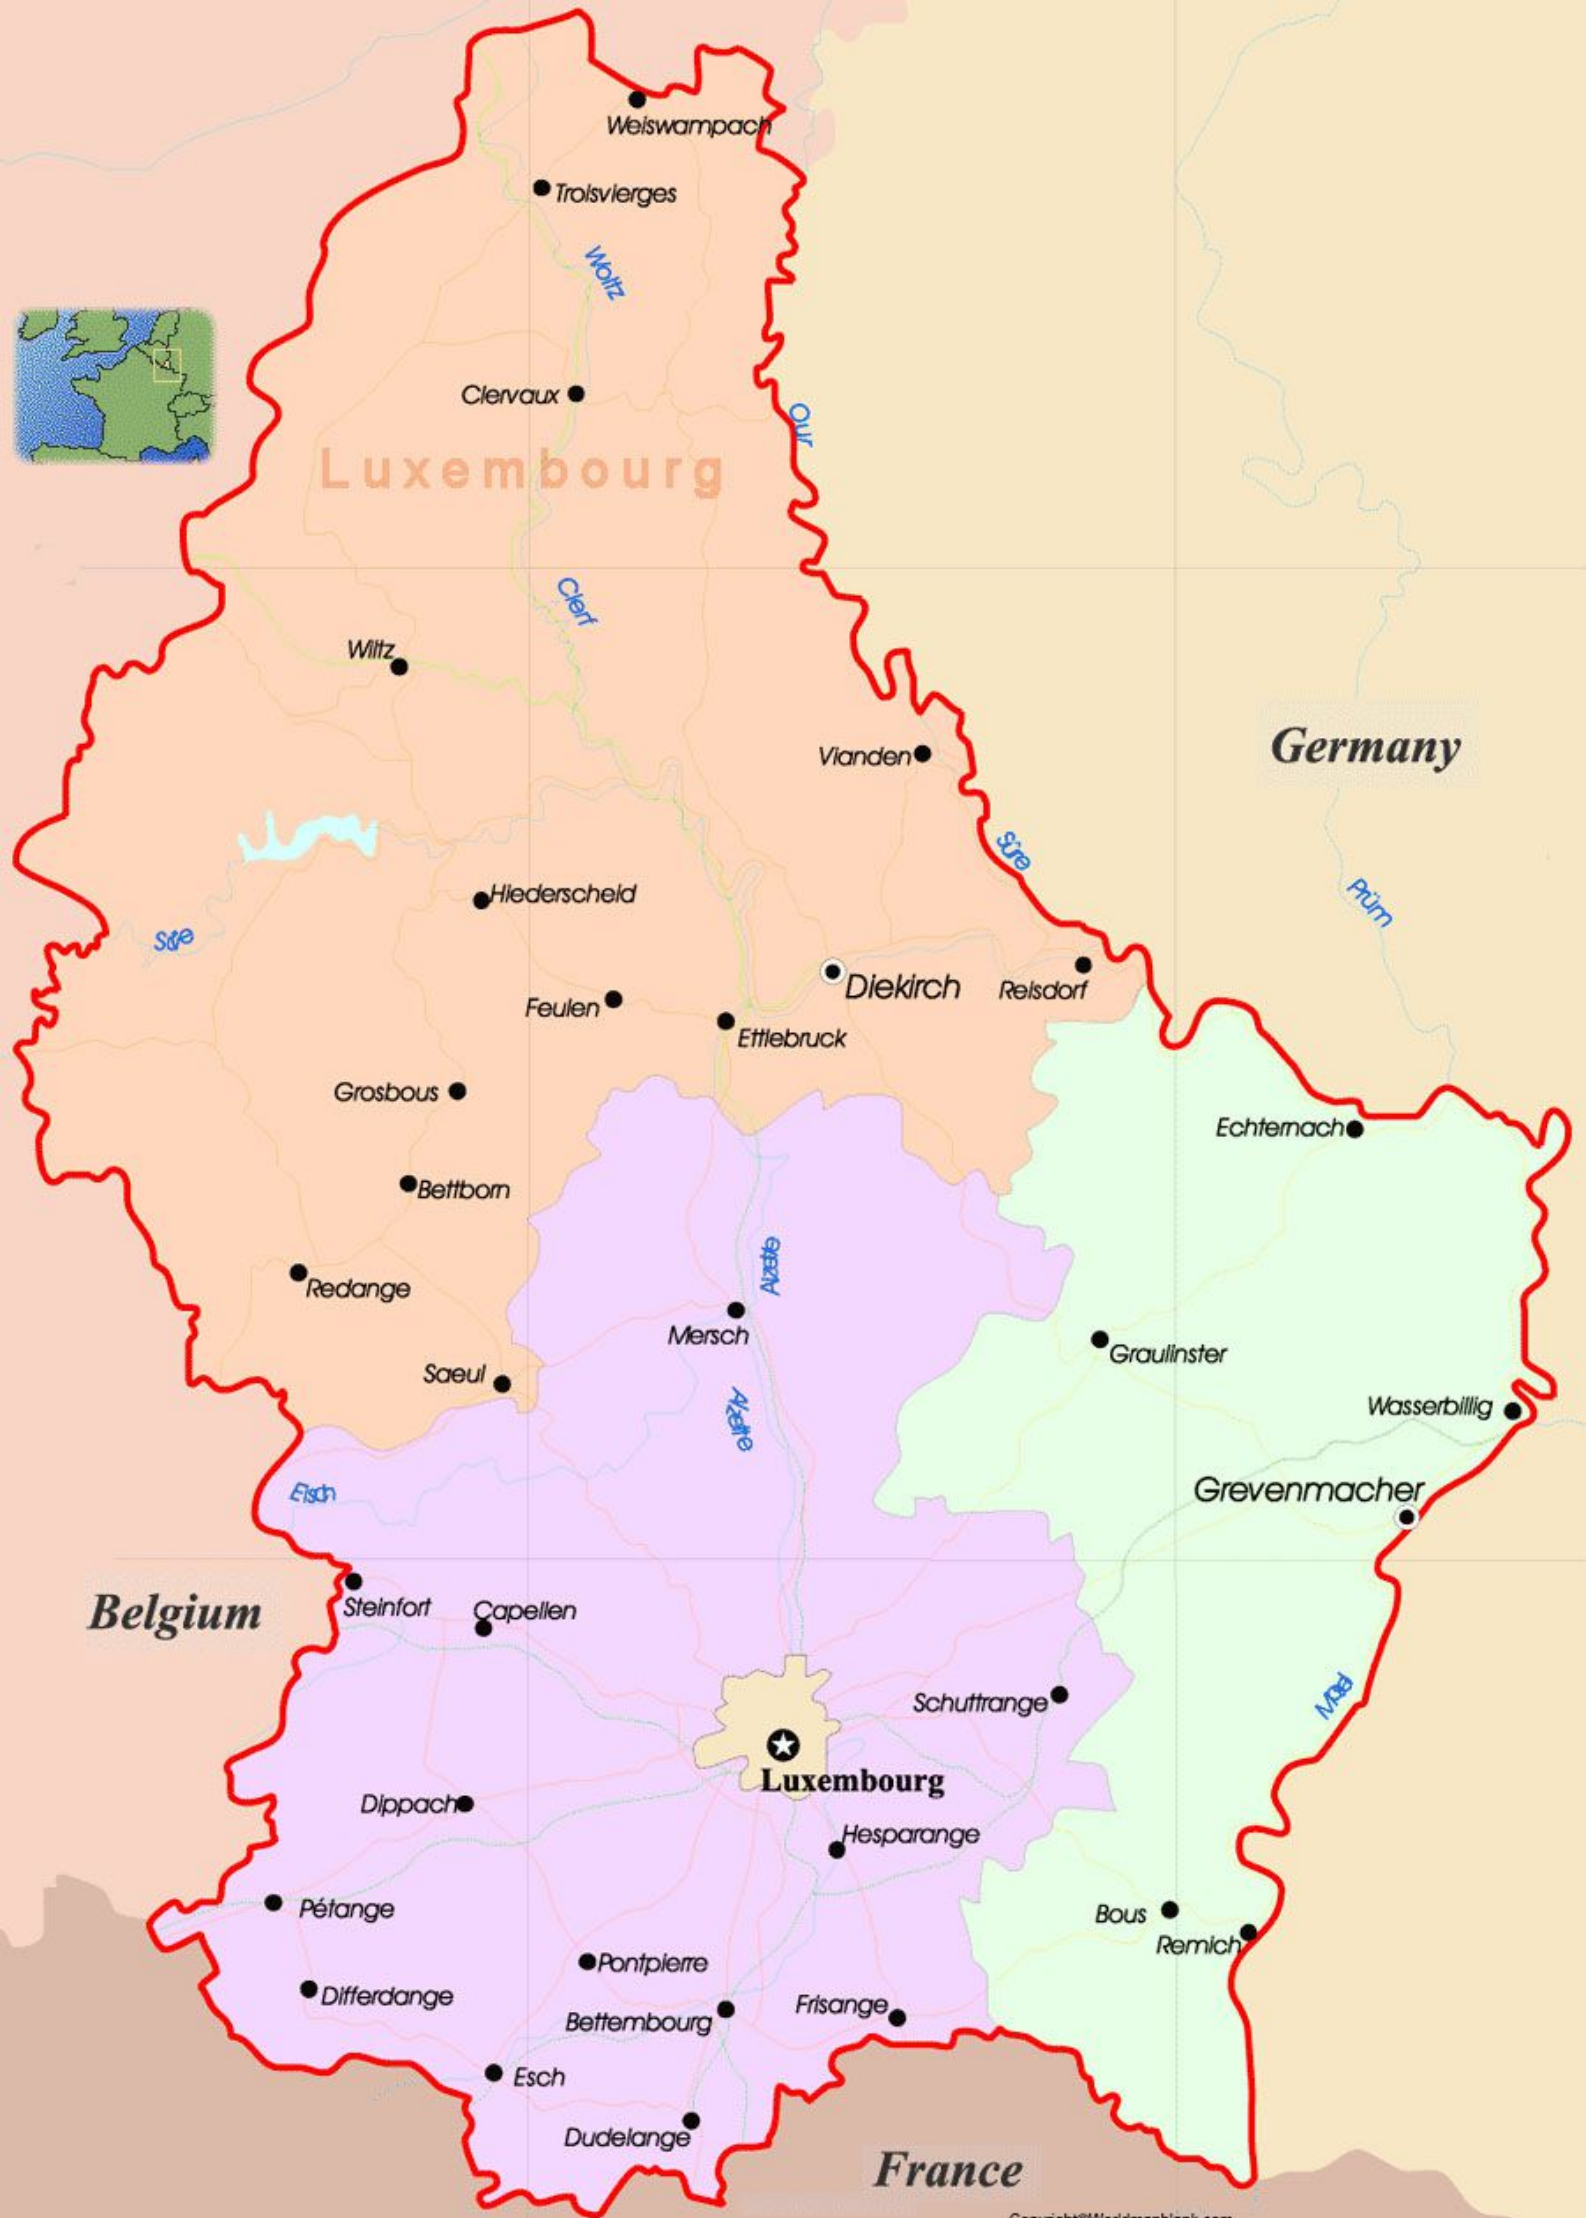 Weiswampach
Troisvierges
Woltz
Clervaux
Our
Luxembourg
Clerf
Wiltz
Germany
Vianden
Sûre
Prüm
Hiederscheid
Sûre
Diekirch
Reisdorf
Feulen
Ettlebruck
Grosbous
Echternach
Bettborn
Alzette
Redange
Mersch
Graulinster
Saeul
Wasserbillig
Alzette
Eisch
Grevenmacher
Belgium
Steinfort
Capellen
Schuttrange
Luxembourg
Dippach
Hesparange
Pétange
Bous
Remich
Pontpierre
Differdange
Frisange
Bettembourg
Esch
Dudelange
France